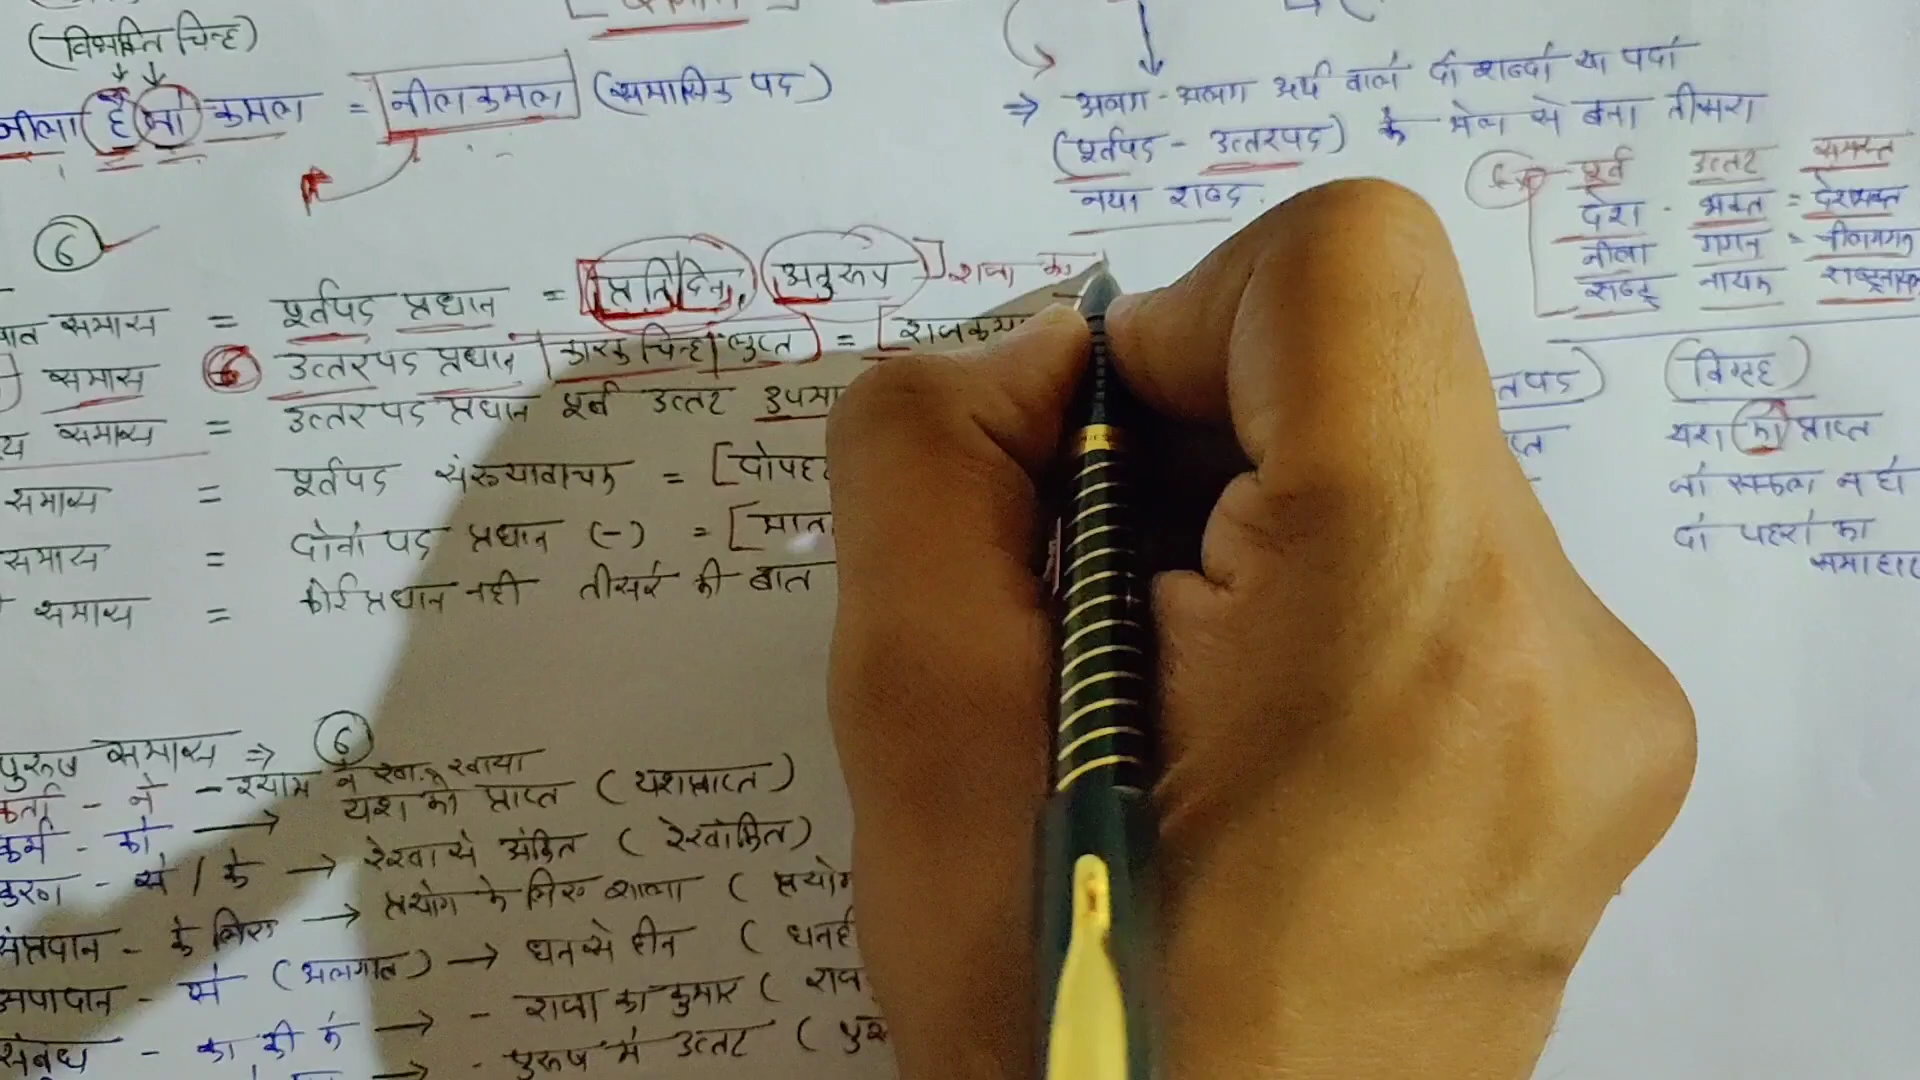 (विभक्ति चिन्ह)
नीला है जो कमल = नीलकमल (समासिक पद)
⇒ अलग-अलग अर्थ वाले दो शब्दों या पदों
(पूर्वपद - उत्तरपद) के मेल से बना तीसरा
नया शब्द.
पूर्व उत्तर समस्त
देश - भक्त = देशभक्त
नीला गगन = नीलगगन
राष्ट्र नायक राष्ट्रनायक
6
समास = पूर्वपद प्रधान = [प्रतिदिन, अनुरूप] राजा का
समास 6 उत्तरपद प्रधान (कारक चिन्ह लुप्त) = [राजकुमा
समास = उत्तरपद प्रधान पूर्व उत्तर उपमा
समास = पूर्वपद संख्यावाचक = [दोपहर
समास = दोनों पद प्रधान (-) = [माता
समास = कोई प्रधान नही तीसरे की बात
(विग्रह)
यश को प्राप्त
जो सफल न हो
दो पहरों का
समाहार
पुरुष समास ⇒ 6
कर्ता - ने - श्याम ने खाना खाया
कर्म - को → यश को प्राप्त (यशप्राप्त)
करण - से / के → रेखा से अंकित (रेखांकित)
संप्रदान - के लिए → प्रयोग के लिए शाला (प्रयोग
अपादान - से (अलगाव) → धन से हीन (धनही
संबंध - का की के → - राजा का कुमार (राज
→ - पुरुष में उत्तर (पुरु